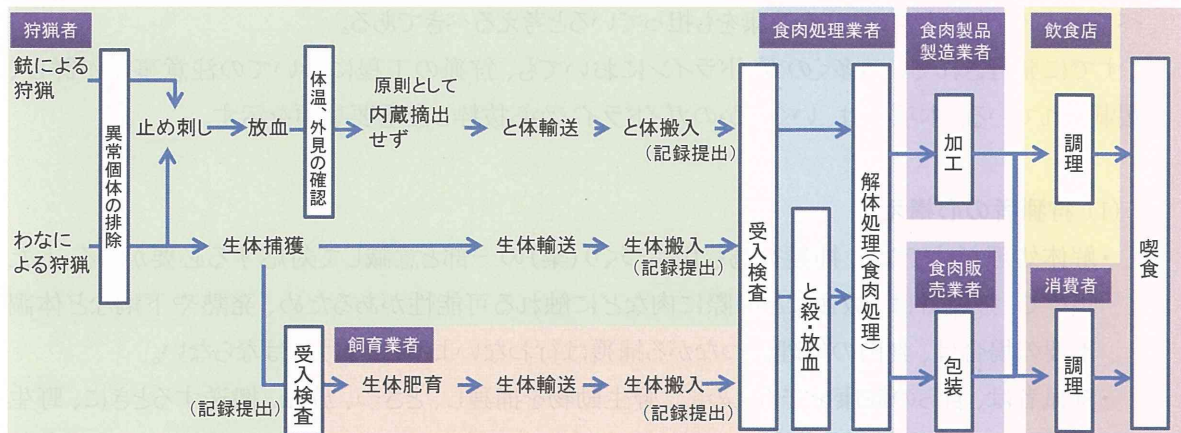 狩猟者
食肉処理業者
食肉製品
製造業者
飲食店
銃による
狩猟
異常個体の排除
止め刺し
放血
体温、外見の確認
原則として
内蔵摘出
せず
と体輸送
と体搬入
(記録提出)
受入検査
解体処理(食肉処理)
加工
調理
喫食
わなに
よる狩猟
生体捕獲
生体輸送
生体搬入
(記録提出)
と殺・放血
食肉販
売業者
消費者
飼育業者
(記録提出)
受入検査
生体肥育
生体輸送
生体搬入
(記録提出)
包装
調理